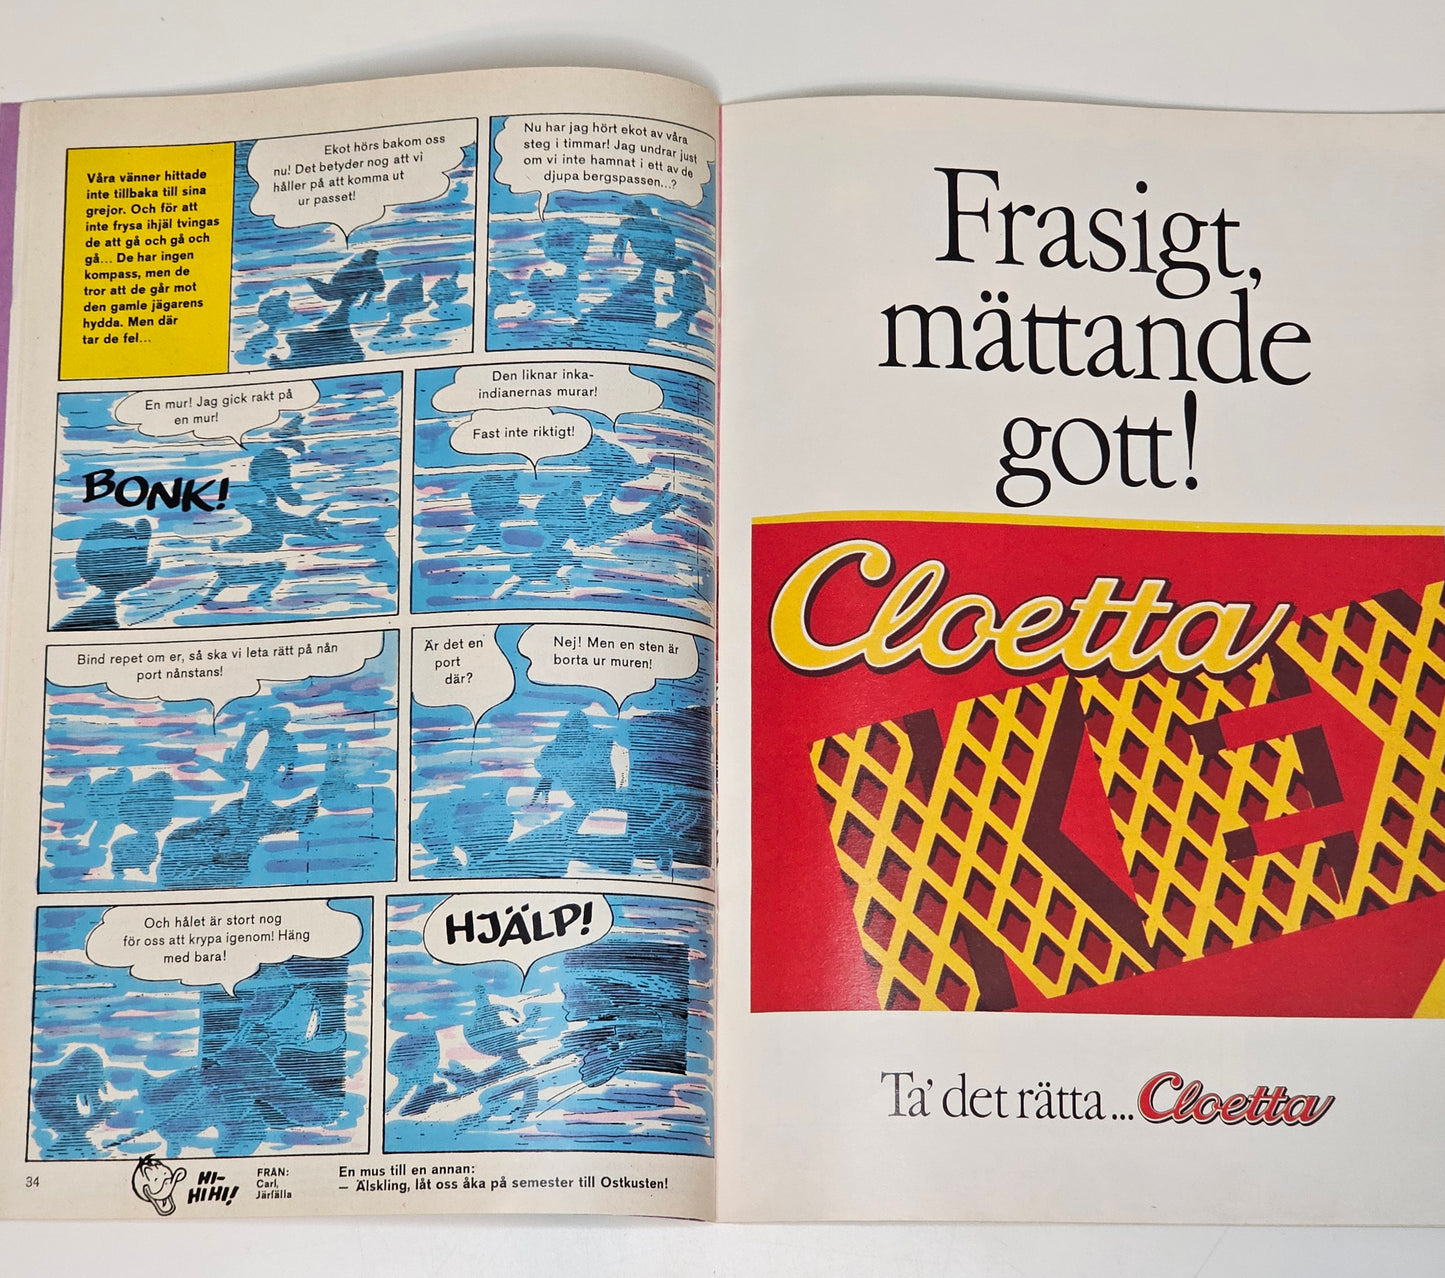 Våra vänner hittade
inte tillbaka till sina
grejor. Och för att
inte frysa ihjäl tvingas
de att gå och gå och
gå... De har ingen
kompass, men de
tror att de går mot
den gamle jägarens
hydda. Men där
tar de fel...
Ekot hörs bakom oss
nu! Det betyder nog att vi
håller på att komma ut
ur passet!
Nu har jag hört ekot av våra
steg i timmar! Jag undrar just
om vi inte hamnat i ett av de
djupa bergspassen...?
En mur! Jag gick rakt på
en mur!
BONK!
Den liknar inka-
indianernas murar!
Fast inte riktigt!
Bind repet om er, så ska vi leta rätt på nån
port nånstans!
Är det en
port
där?
Nej! Men en sten är
borta ur muren!
Och hålet är stort nog
för oss att krypa igenom! Häng
med bara!
HJÄLP!
34
HI-
HIHI!
FRÅN:
Carl,
Järfälla
En mus till en annan:
— Älskling, låt oss åka på semester till Ostkusten!
Frasigt,
mättande
gott!
Cloetta
KEX
Ta' det rätta... Cloetta